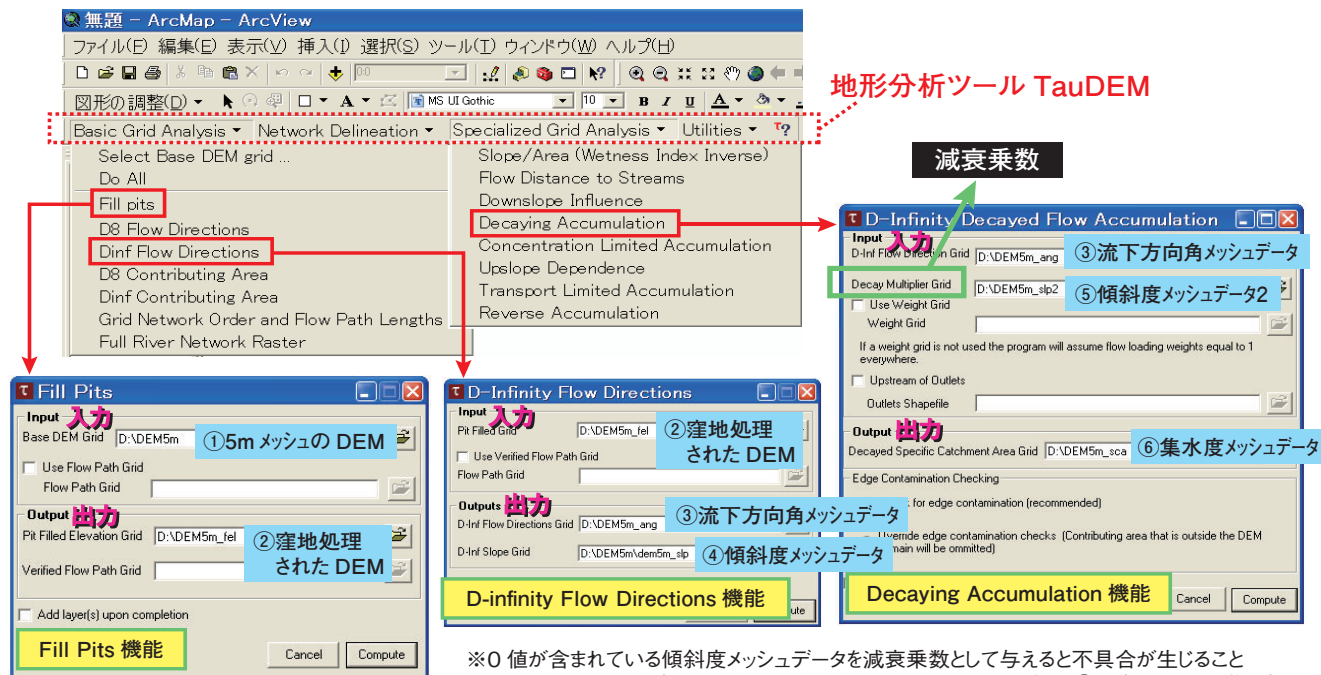 無題 - ArcMap - ArcView
ファイル(F) 編集(E) 表示(V) 挿入(I) 選択(S) ツール(T) ウィンドウ(W) ヘルプ(H)
図形の調整(D) MS UI Gothic 10 B I U A
地形分析ツール TauDEM
Basic Grid Analysis Network Delineation Specialized Grid Analysis Utilities
Select Base DEM grid ...
Do All
Fill pits
D8 Flow Directions
Dinf Flow Directions
D8 Contributing Area
Dinf Contributing Area
Grid Network Order and Flow Path Lengths
Full River Network Raster
Slope/Area (Wetness Index Inverse)
Flow Distance to Streams
Downslope Influence
Decaying Accumulation
Concentration Limited Accumulation
Upslope Dependence
Transport Limited Accumulation
Reverse Accumulation
減衰乗数
Fill Pits
Input 入力
Base DEM Grid D:\DEM5m ①5mメッシュの DEM
Use Flow Path Grid
Flow Path Grid
Output 出力
Pit Filled Elevation Grid D:\DEM5m_fel ②窪地処理
された DEM
Verified Flow Path Grid
Add layer(s) upon completion
Fill Pits 機能
Cancel Compute
D-Infinity Flow Directions
Input 入力
Pit Filled Grid D:\DEM5m_fel ②窪地処理
された DEM
Use Verified Flow Path Grid
Flow Path Grid
Outputs 出力
D-Inf Flow Directions Grid D:\DEM5m_ang ③流下方向角メッシュデータ
D-Inf Slope Grid D:\DEM5m\dem5m_slp ④傾斜度メッシュデータ
D-infinity Flow Directions 機能
D-Infinity Decayed Flow Accumulation
Input 入力
D-Inf Flow Direction Grid D:\DEM5m_ang ③流下方向角メッシュデータ
Decay Multiplier Grid D:\DEM5m_slp2 ⑤傾斜度メッシュデータ2
Use Weight Grid
Weight Grid
If a weight grid is not used the program will assume flow loading weights equal to 1
everywhere.
Upstream of Outlets
Outlets Shapefile
Output 出力
Decayed Specific Catchment Area Grid D:\DEM5m_sca ⑥集水度メッシュデータ
Edge Contamination Checking
for edge contamination (recommended)
Override edge contamination checks (Contributing area that is outside the DEM
main will be ommitted)
Decaying Accumulation 機能
Cancel Compute
※0 値が含まれている傾斜度メッシュデータを減衰乗数として与えると不具合が生じること